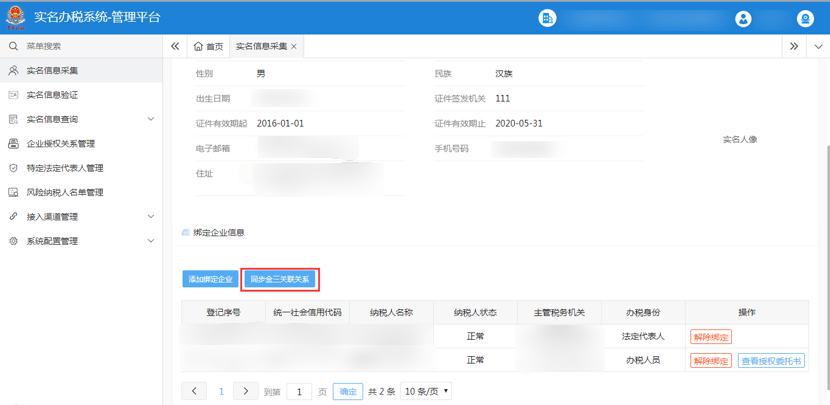 实名办税系统-管理平台
菜单搜索
首页
实名信息采集
实名信息采集
实名信息验证
实名信息查询
企业授权关系管理
特定法定代表人管理
风险纳税人名单管理
接入渠道管理
系统配置管理
性别 男 民族 汉族
出生日期 证件签发机关 111
证件有效期起 2016-01-01 证件有效期止 2020-05-31
电子邮箱 手机号码
住址
实名人像
绑定企业信息
添加绑定企业 同步金三关联关系
登记序号 统一社会信用代码 纳税人名称 纳税人状态 主管税务机关 办税身份 操作
正常 法定代表人 解除绑定
正常 办税人员 解除绑定 查看授权委托书
1 到第 1 页 确定 共 2 条 10 条/页